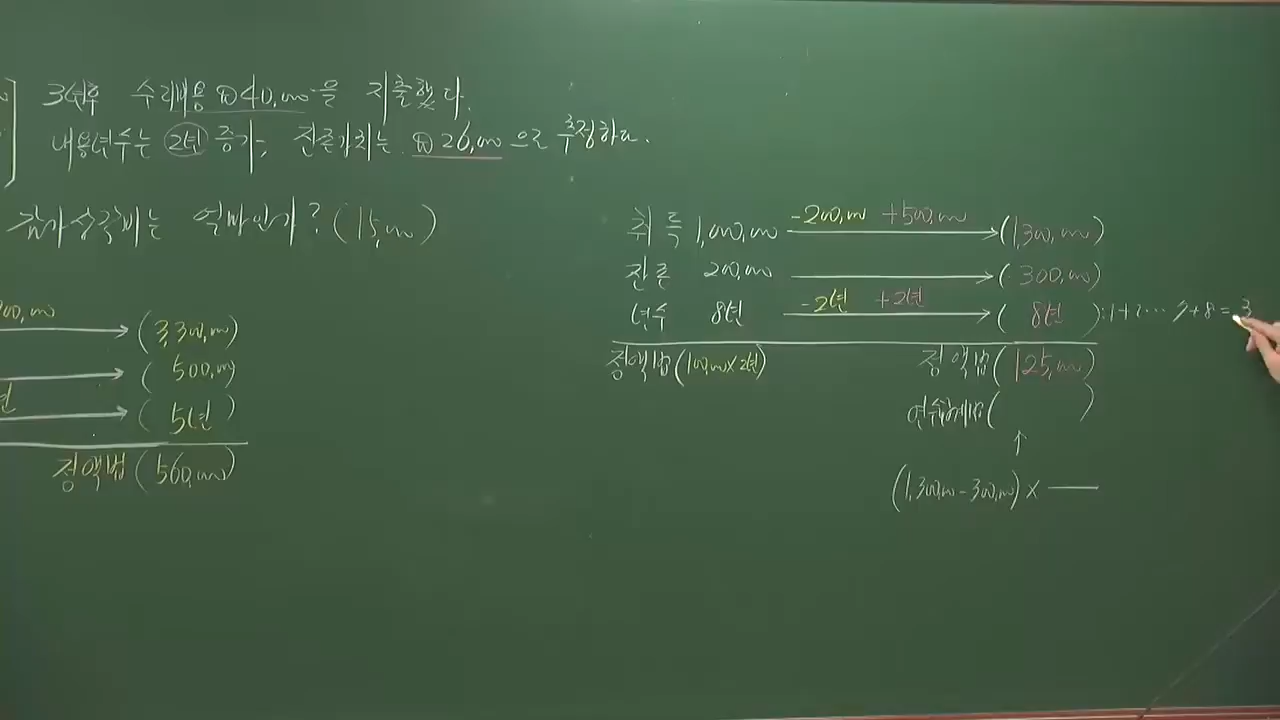 3년후 수리비용 ₩40,000을 지출했다.
내용년수는 2년 증가, 잔존가치는 ₩26,000으로 추정하고.
감가상각비는 얼마인가? (15,000)
(3,300,000)
(500,000)
(5년)
정액법 (560,000)
취득 1,000,000 -200,000 +500,000 (1,300,000)
잔존 200,000 (300,000)
년수 8년 -2년 +2년 (8년) : 1+2… 7+8=3
정액법(100,000×2년) 정액법(125,000)
연수합계법( )
↑
(1,300,000-300,000)×